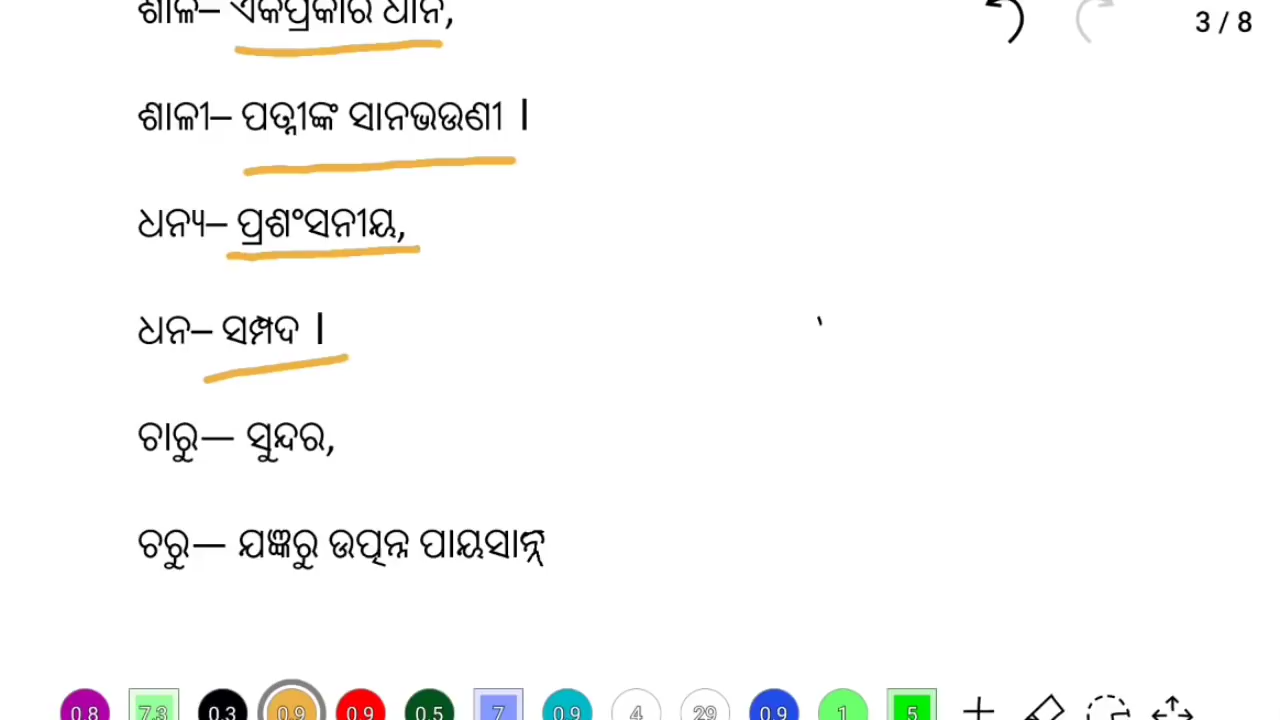 ଶାଳ– ଏକପ୍ରକାର ଧାନ,
3 / 8
ଶାଳୀ– ପତ୍ନୀଙ୍କ ସାନଭଉଣୀ |
ଧନ୍ୟ– ପ୍ରଶଂସନୀୟ,
ଧନ– ସମ୍ପଦ |
ଚାରୁ— ସୁନ୍ଦର,
ଚରୁ— ଯଜ୍ଞରୁ ଉତ୍ପନ୍ନ ପାୟସାନ୍ନ
0.8 7.3 0.3 0.9 0.9 0.5 7 0.9 4 29 0.9 1 5